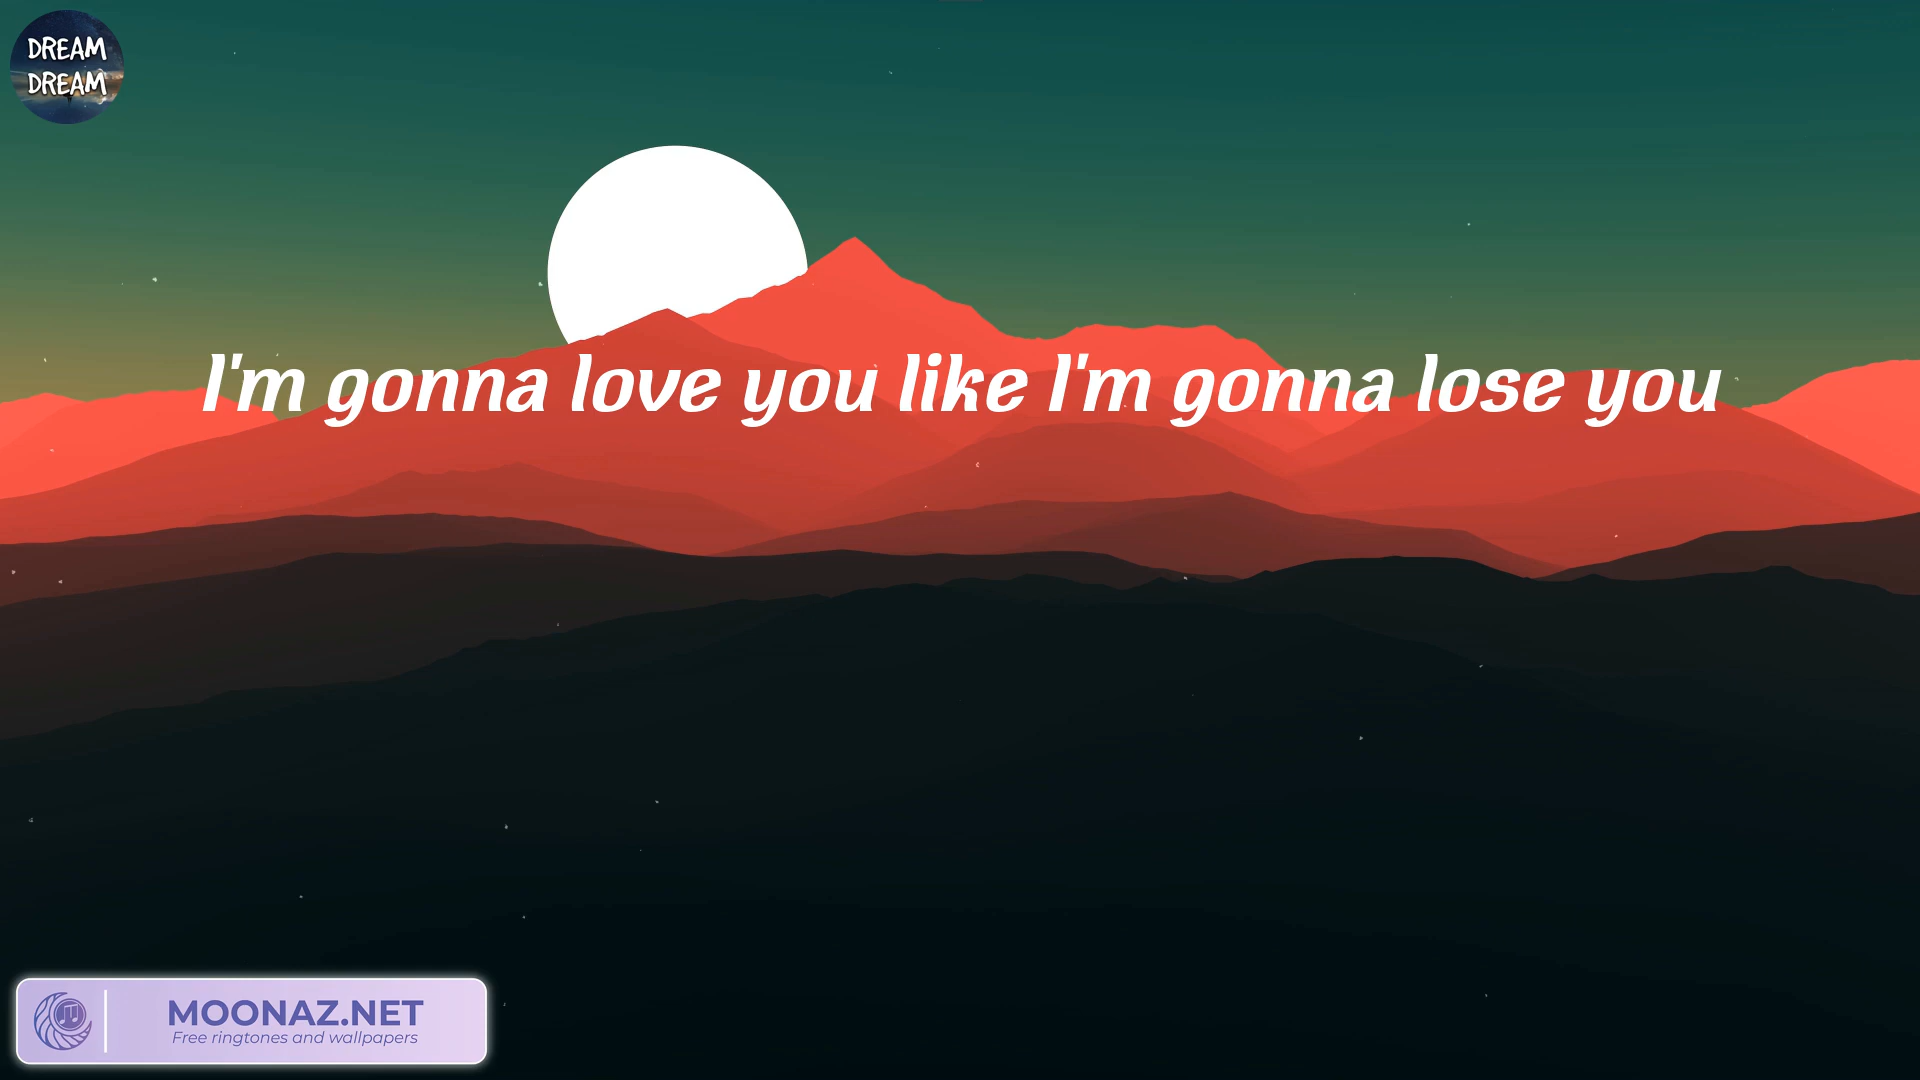 DREAM
DREAM
I'm gonna love you like I'm gonna lose you
MOONAZ.NET
Free ringtones and wallpapers